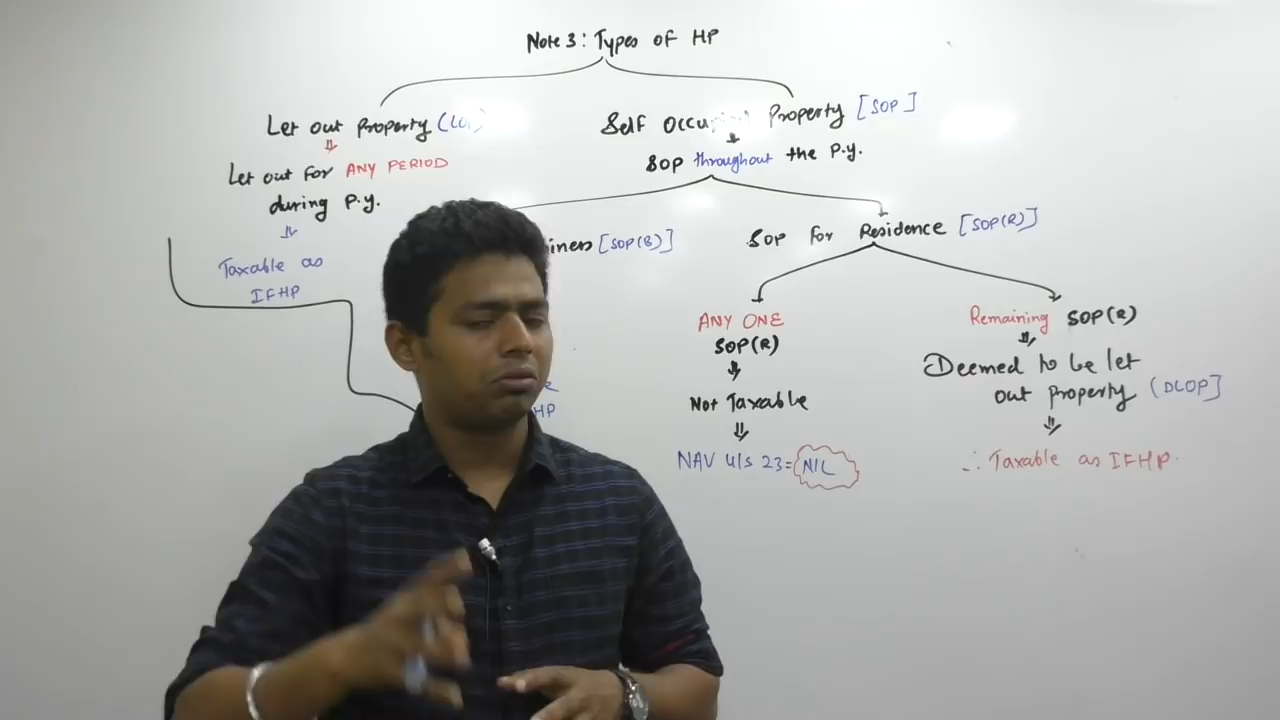 Note 3: Types of HP
Let out Property
Let out for ANY PERIOD
during P.y.
Taxable as
IFHP
Self Property [SOP]
SOP throughout the P.y.
[SOP(B)]
SOP for Residence [SOP(R)]
ANY ONE
SOP(R)
Not Taxable
NAV u/s 23= NIL
Remaining SOP(R)
Deemed to be let
out property (DLOP]
∴ Taxable as IFHP.
HP